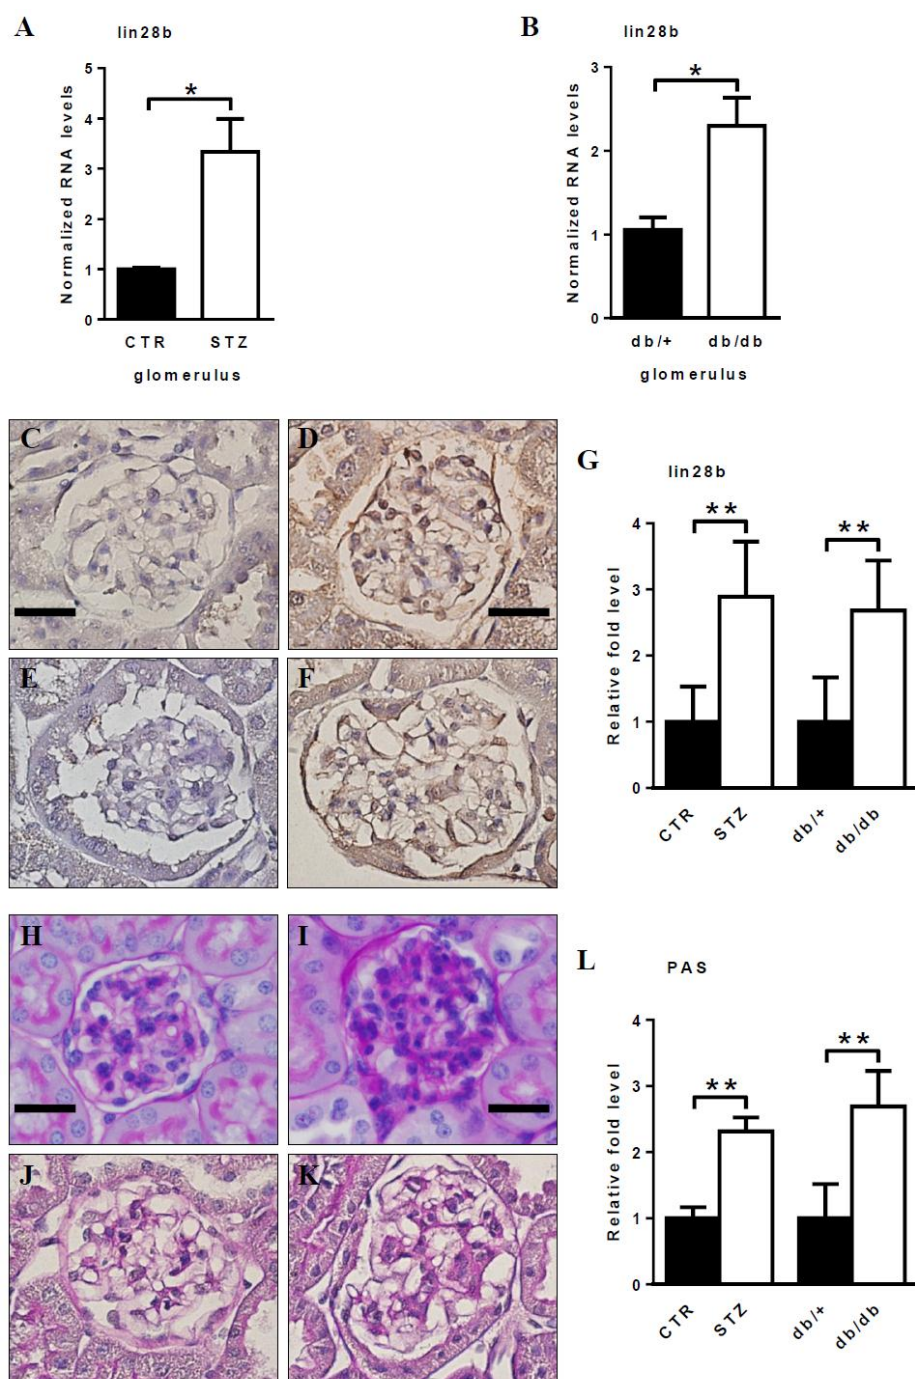 A
lin28b
Normalized RNA levels
5
4
3
2
1
0
*
CTR STZ
glomerulus
B
lin28b
Normalized RNA levels
3
2
1
0
*
db/+ db/db
glomerulus
C
D
E
F
G
lin28b
Relative fold level
4
3
2
1
0
**
**
CTR
STZ
db/+
db/db
H
I
J
K
L
PAS
Relative fold level
4
3
2
1
0
**
**
CTR
STZ
db/+
db/db